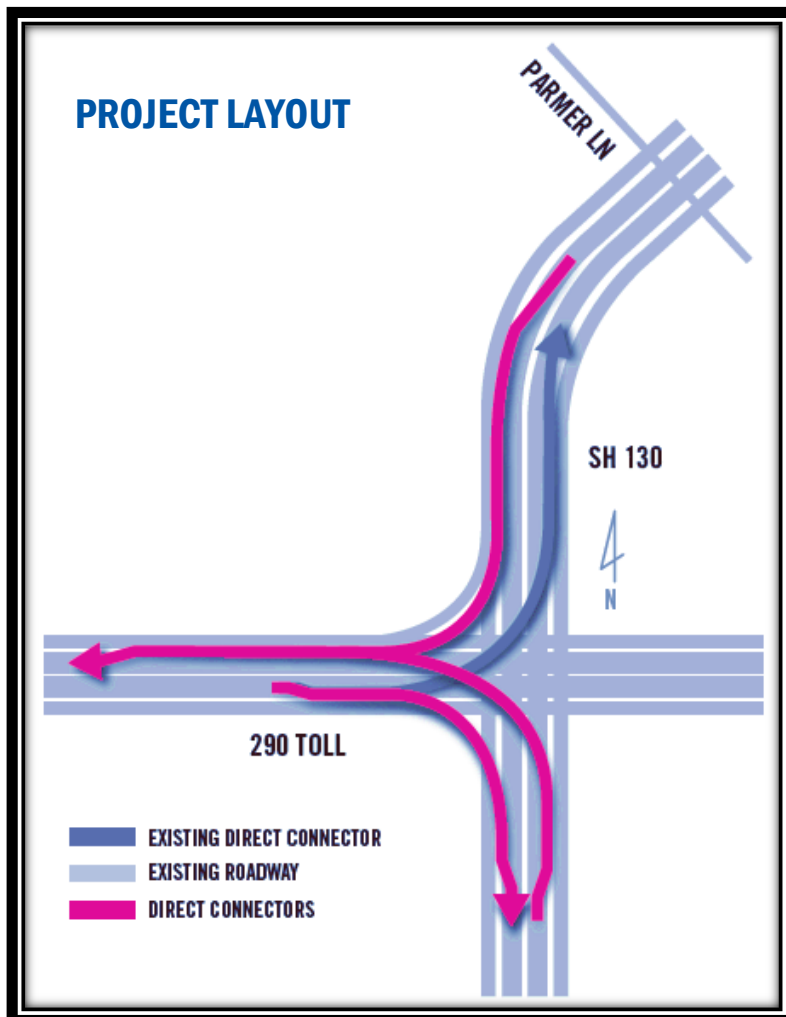 PROJECT LAYOUT
PARMER LN
SH 130
N
290 TOLL
EXISTING DIRECT CONNECTOR
EXISTING ROADWAY
DIRECT CONNECTORS